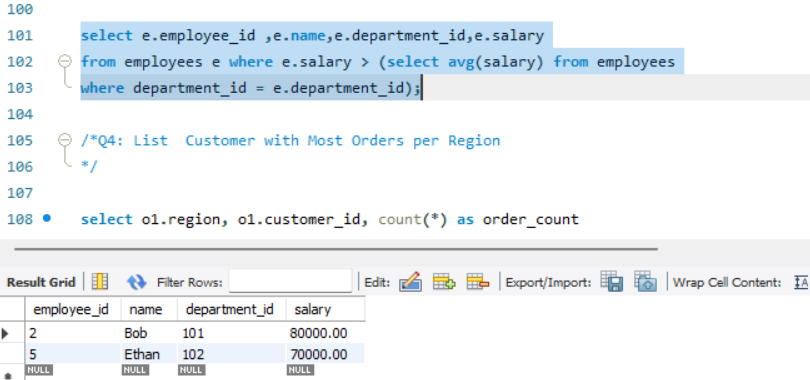 100
101 select e.employee_id ,e.name,e.department_id,e.salary
102 from employees e where e.salary > (select avg(salary) from employees
103 where department_id = e.department_id);
104
105 /*Q4: List  Customer with Most Orders per Region
106 */
107
108 select o1.region, o1.customer_id, count(*) as order_count
Result Grid Filter Rows: Edit: Export/Import: Wrap Cell Content: IA
employee_id name department_id salary
2 Bob 101 80000.00
5 Ethan 102 70000.00
NULL NULL NULL NULL